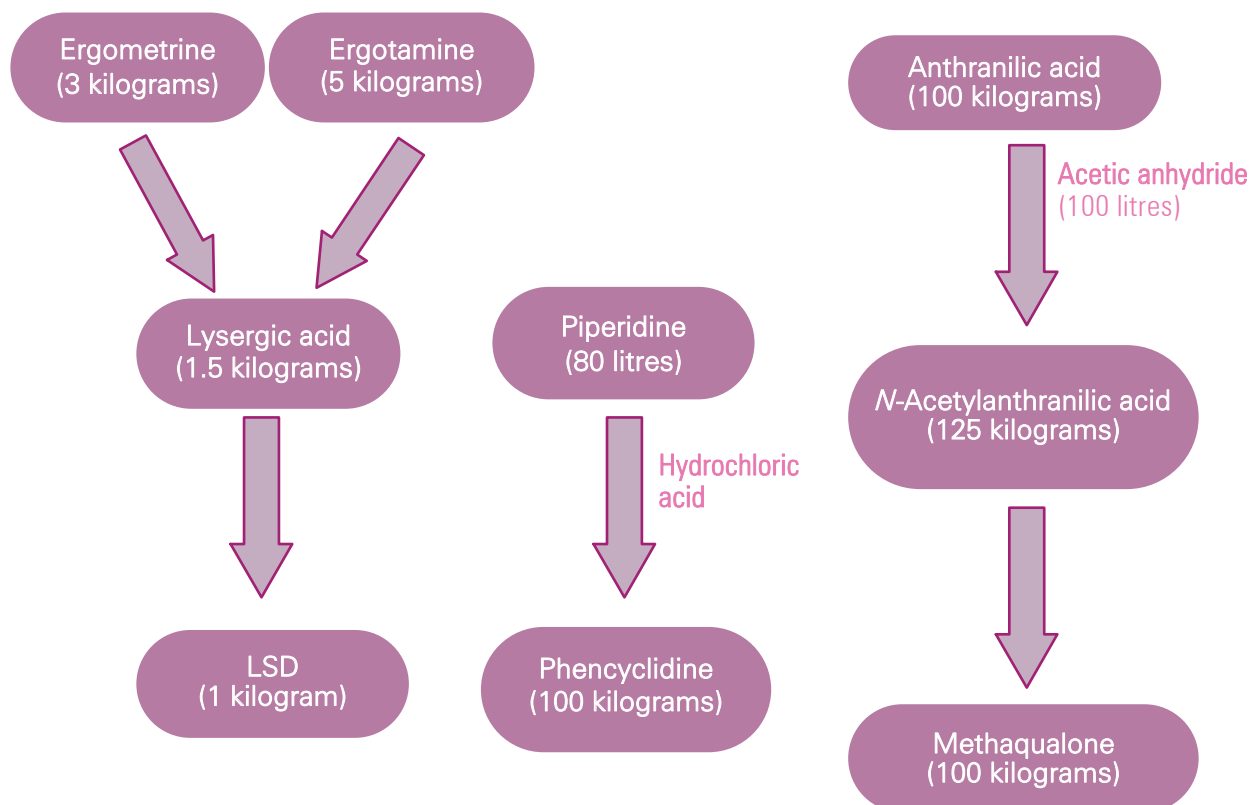 Ergometrine
(3 kilograms)
Ergotamine
(5 kilograms)
Lysergic acid
(1.5 kilograms)
LSD
(1 kilogram)
Piperidine
(80 litres)
Hydrochloric
acid
Phencyclidine
(100 kilograms)
Anthranilic acid
(100 kilograms)
Acetic anhydride
(100 litres)
N-Acetylanthranilic acid
(125 kilograms)
Methaqualone
(100 kilograms)